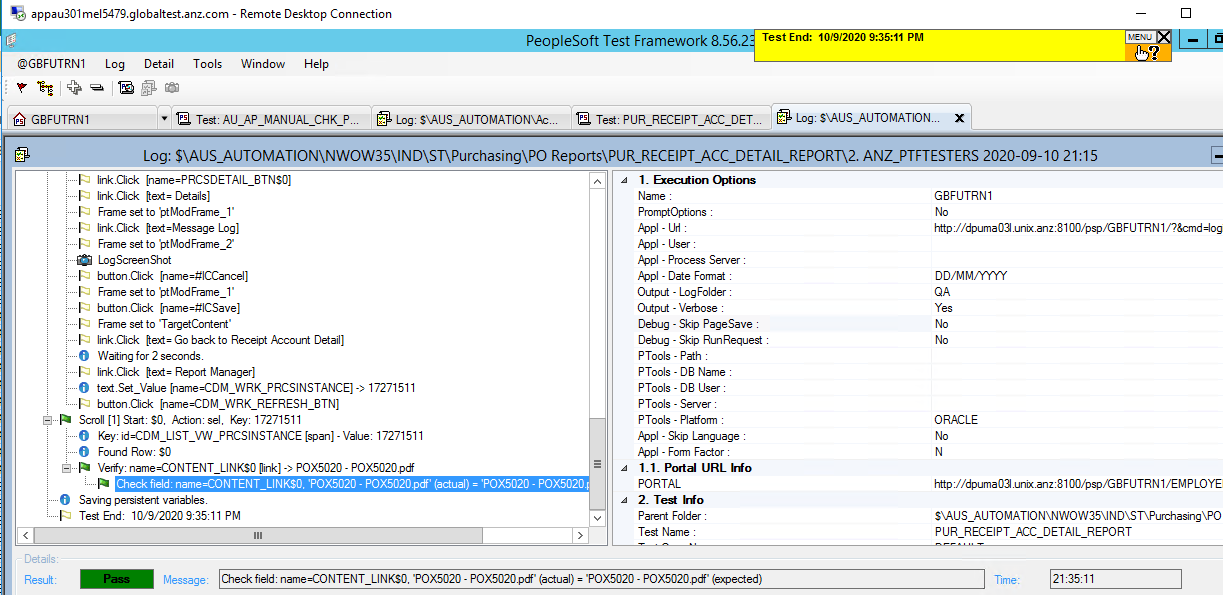 appau301mel5479.globaltest.anz.com - Remote Desktop Connection
PeopleSoft Test Framework 8.56.23
Test End: 10/9/2020 9:35:11 PM
MENU
@GBFUTRN1 Log Detail Tools Window Help
GBFUTRN1
Test: AU_AP_MANUAL_CHK_P...
Log: $\AUS_AUTOMATION\Ac...
Test: PUR_RECEIPT_ACC_DET...
Log: $\AUS_AUTOMATION...
Log: $\AUS_AUTOMATION\NWOW35\IND\ST\Purchasing\PO Reports\PUR_RECEIPT_ACC_DETAIL_REPORT\2. ANZ_PTFTESTERS 2020-09-10 21:15
link.Click [name=PRCSDETAIL_BTN$0]
link.Click [text= Details]
Frame set to 'ptModFrame_1'
link.Click [text=Message Log]
Frame set to 'ptModFrame_2'
LogScreenShot
button.Click [name=#ICCancel]
Frame set to 'ptModFrame_1'
button.Click [name=#ICSave]
Frame set to 'TargetContent'
link.Click [text= Go back to Receipt Account Detail]
Waiting for 2 seconds.
link.Click [text= Report Manager]
text.Set_Value [name=CDM_WRK_PRCSINSTANCE] -> 17271511
button.Click [name=CDM_WRK_REFRESH_BTN]
Scroll [1] Start: $0, Action: sel, Key: 17271511
Key: id=CDM_LIST_VW_PRCSINSTANCE [span] - Value: 17271511
Found Row: $0
Verify: name=CONTENT_LINK$0 [link] -> POX5020 - POX5020.pdf
Check field: name=CONTENT_LINK$0, 'POX5020 - POX5020.pdf' (actual) = 'POX5020 - POX5020.p
Saving persistent variables.
Test End: 10/9/2020 9:35:11 PM
1. Execution Options
Name : GBFUTRN1
PromptOptions : No
Appl - Url : http://dpuma03l.unix.anz:8100/psp/GBFUTRN1/?&cmd=log
Appl - User :
Appl - Process Server :
Appl - Date Format : DD/MM/YYYY
Output - LogFolder : QA
Output - Verbose : Yes
Debug - Skip PageSave : No
Debug - Skip RunRequest : No
PTools - Path :
PTools - DB Name :
PTools - DB User :
PTools - Server :
PTools - Platform : ORACLE
Appl - Skip Language : No
Appl - Form Factor : N
1.1. Portal URL Info
PORTAL http://dpuma03l.unix.anz:8100/psp/GBFUTRN1/EMPLOYE
2. Test Info
Parent Folder : $\AUS_AUTOMATION\NWOW35\IND\ST\Purchasing\PO
Test Name : PUR_RECEIPT_ACC_DETAIL_REPORT
Details:
Result: Pass Message: Check field: name=CONTENT_LINK$0, 'POX5020 - POX5020.pdf' (actual) = 'POX5020 - POX5020.pdf' (expected) Time: 21:35:11